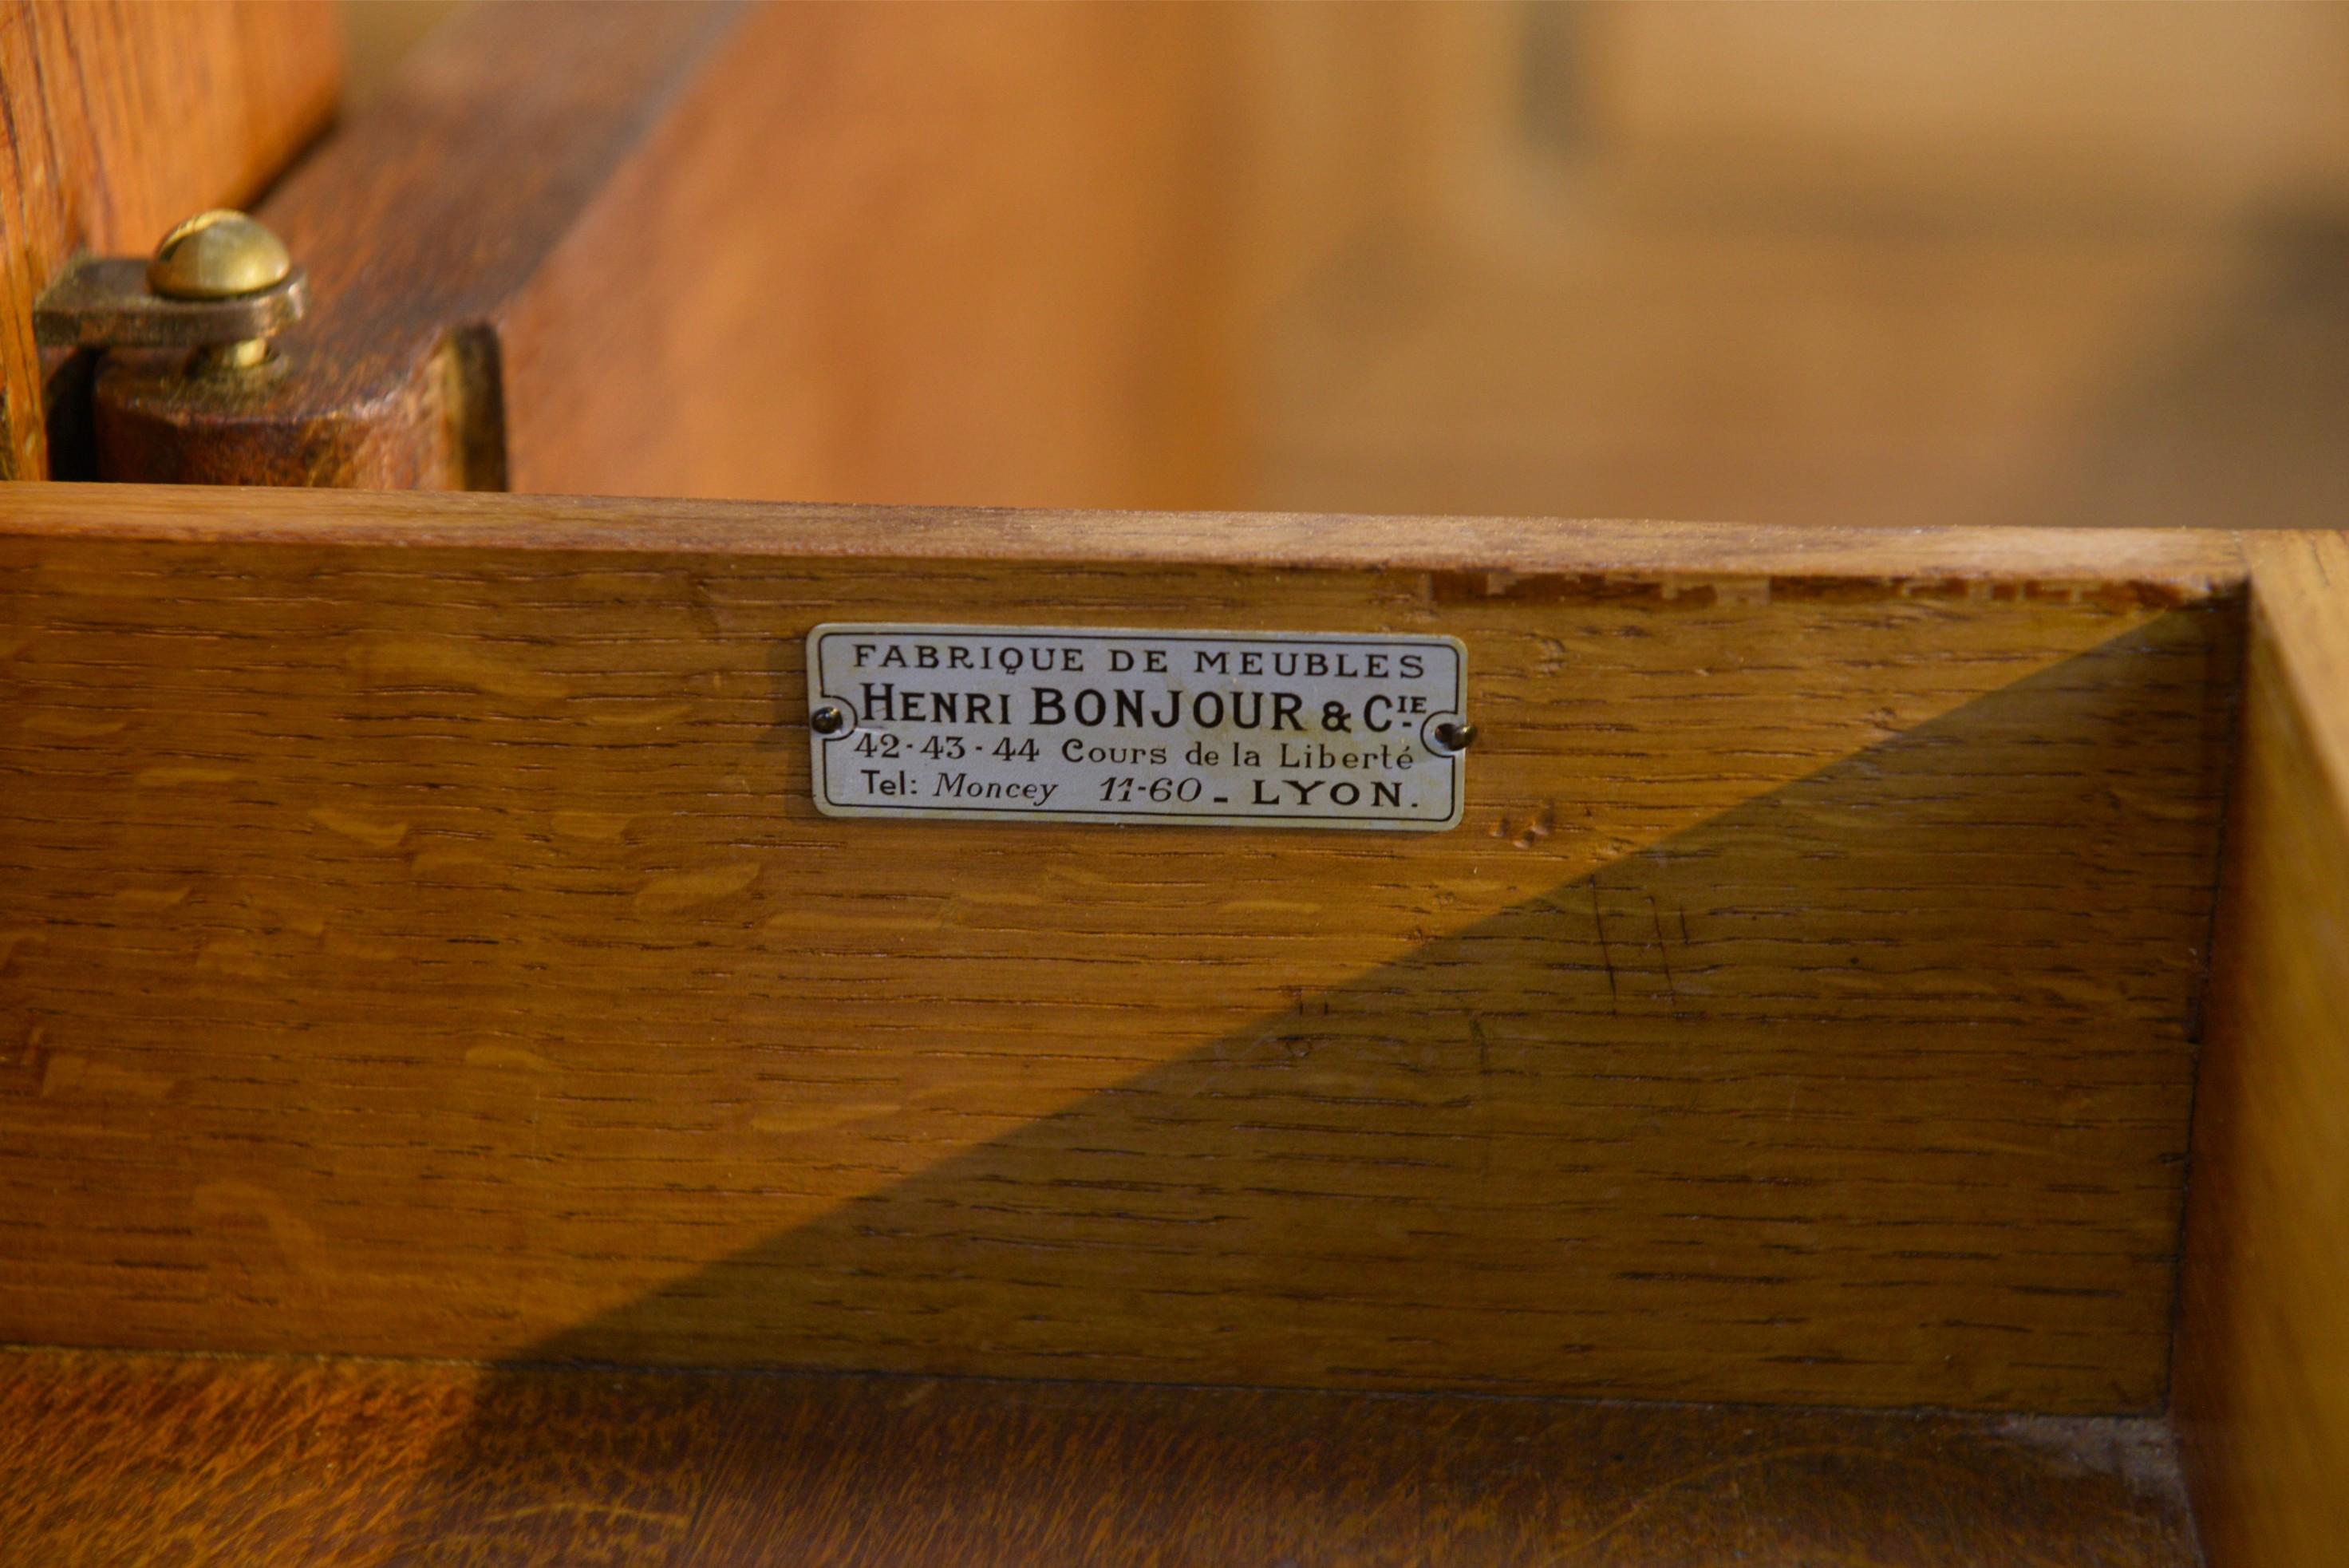 FABRIQUE DE MEUBLES
HENRI BONJOUR & CIE
42-43-44 Cours de la Liberté
Tel: Moncey 11-60 - LYON.